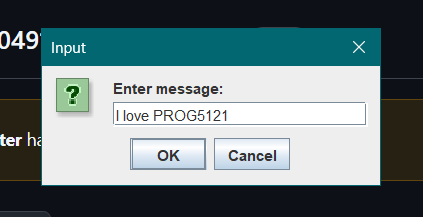 049
Input
Enter message:
?
I love PROG5121
ter ha
OK
Cancel